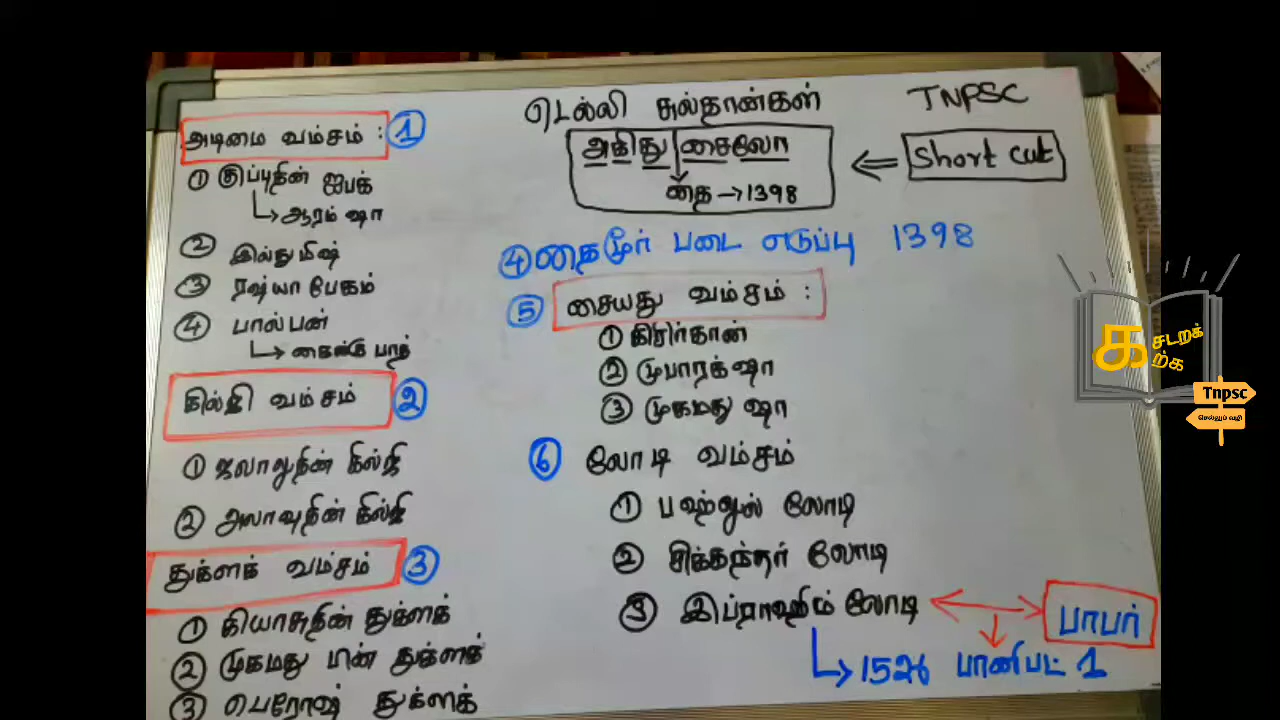 டெல்லி சுல்தான்கள்
TNPSC
அகிது சைலோ
தை → 1398
⇐ Short cut
அடிமை வம்சம் : 1
① குப்புதின் ஐபக்
↳ ஆரம் ஷா
② இல்துமிஷ்
③ ரஷ்யா பேகம்
④ பால்பன்
கில்ஜி வம்சம் 2
① ஜலாலுதின் கில்ஜி
② அலாவுதின் கில்ஜி
துக்ளக் வம்சம் 3
① கியாசுதின் துக்ளக்
② முகமது பின் துக்ளக்
③ பெரோஷ் துக்ளக்
④ தைமூர் படை எடுப்பு 1398
⑤ சையது வம்சம் :
① கிசிர்கான்
② முபாரக் ஷா
③ முகமது ஷா
⑥ லோடி வம்சம்
① பஹ்லுல் லோடி
② சிக்கந்தர் லோடி
③ இப்ராஹிம் லோடி
பாபர்
↳ 1526 பானிபட் 1
கசடறக்
கற்க
Tnpsc
செல்லும் வழி